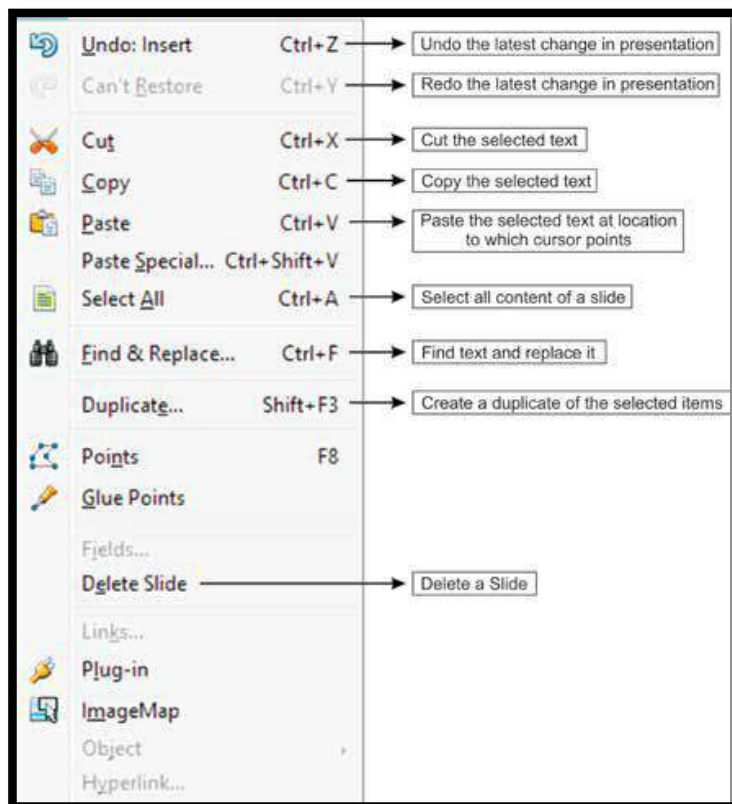 Undo: Insert Ctrl+Z Undo the latest change in presentation
Can't Restore Ctrl+Y Redo the latest change in presentation
Cut Ctrl+X Cut the selected text
Copy Ctrl+C Copy the selected text
Paste Ctrl+V Paste the selected text at location
to which cursor points
Paste Special... Ctrl+Shift+V
Select All Ctrl+A Select all content of a slide
Find & Replace... Ctrl+F Find text and replace it
Duplicate... Shift+F3 Create a duplicate of the selected items
Points F8
Glue Points
Fields...
Delete Slide Delete a Slide
Links...
Plug-in
ImageMap
Object
Hyperlink...